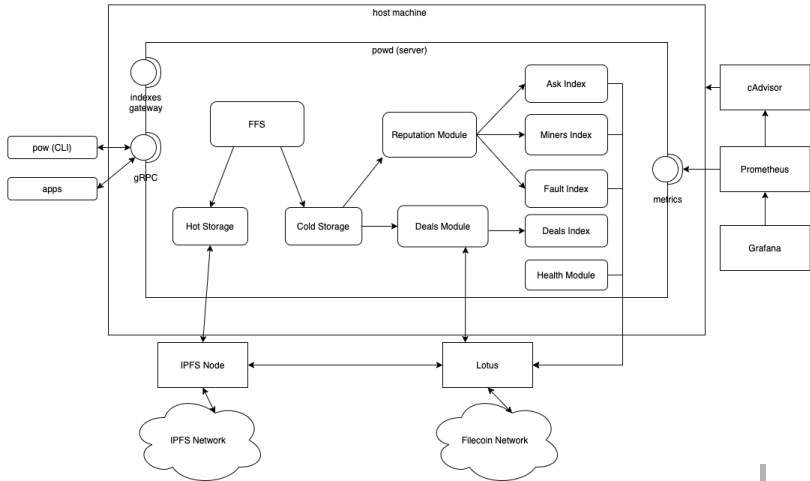 host machine
powd (server)
indexes
gateway
FFS
Ask Index
cAdvisor
pow (CLI)
Reputation Module
Miners Index
apps
gRPC
Fault Index
metrics
Prometheus
Hot Storage
Cold Storage
Deals Module
Deals Index
Grafana
Health Module
IPFS Node
Lotus
IPFS Network
Filecoin Network